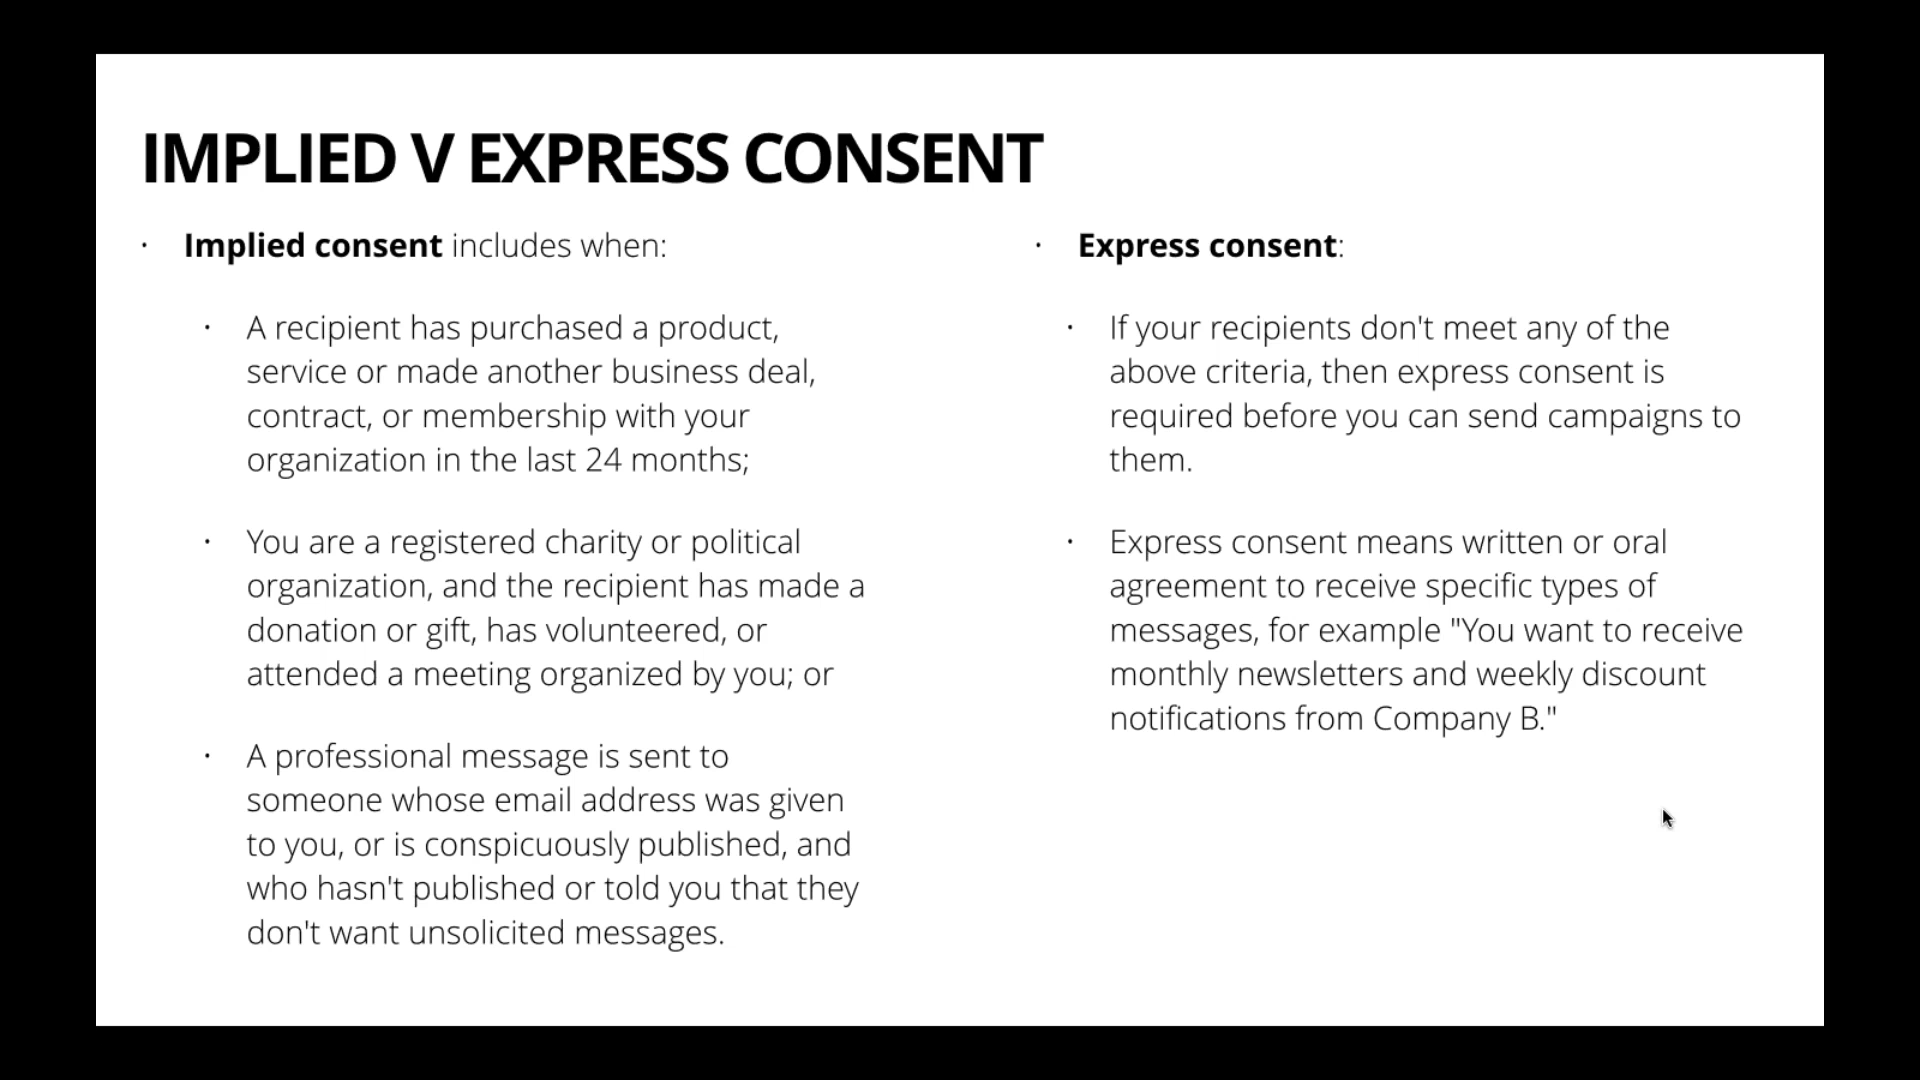 IMPLIED V EXPRESS CONSENT
· Implied consent includes when:
· A recipient has purchased a product,
service or made another business deal,
contract, or membership with your
organization in the last 24 months;
· You are a registered charity or political
organization, and the recipient has made a
donation or gift, has volunteered, or
attended a meeting organized by you; or
· A professional message is sent to
someone whose email address was given
to you, or is conspicuously published, and
who hasn't published or told you that they
don't want unsolicited messages.
· Express consent:
· If your recipients don't meet any of the
above criteria, then express consent is
required before you can send campaigns to
them.
· Express consent means written or oral
agreement to receive specific types of
messages, for example "You want to receive
monthly newsletters and weekly discount
notifications from Company B."